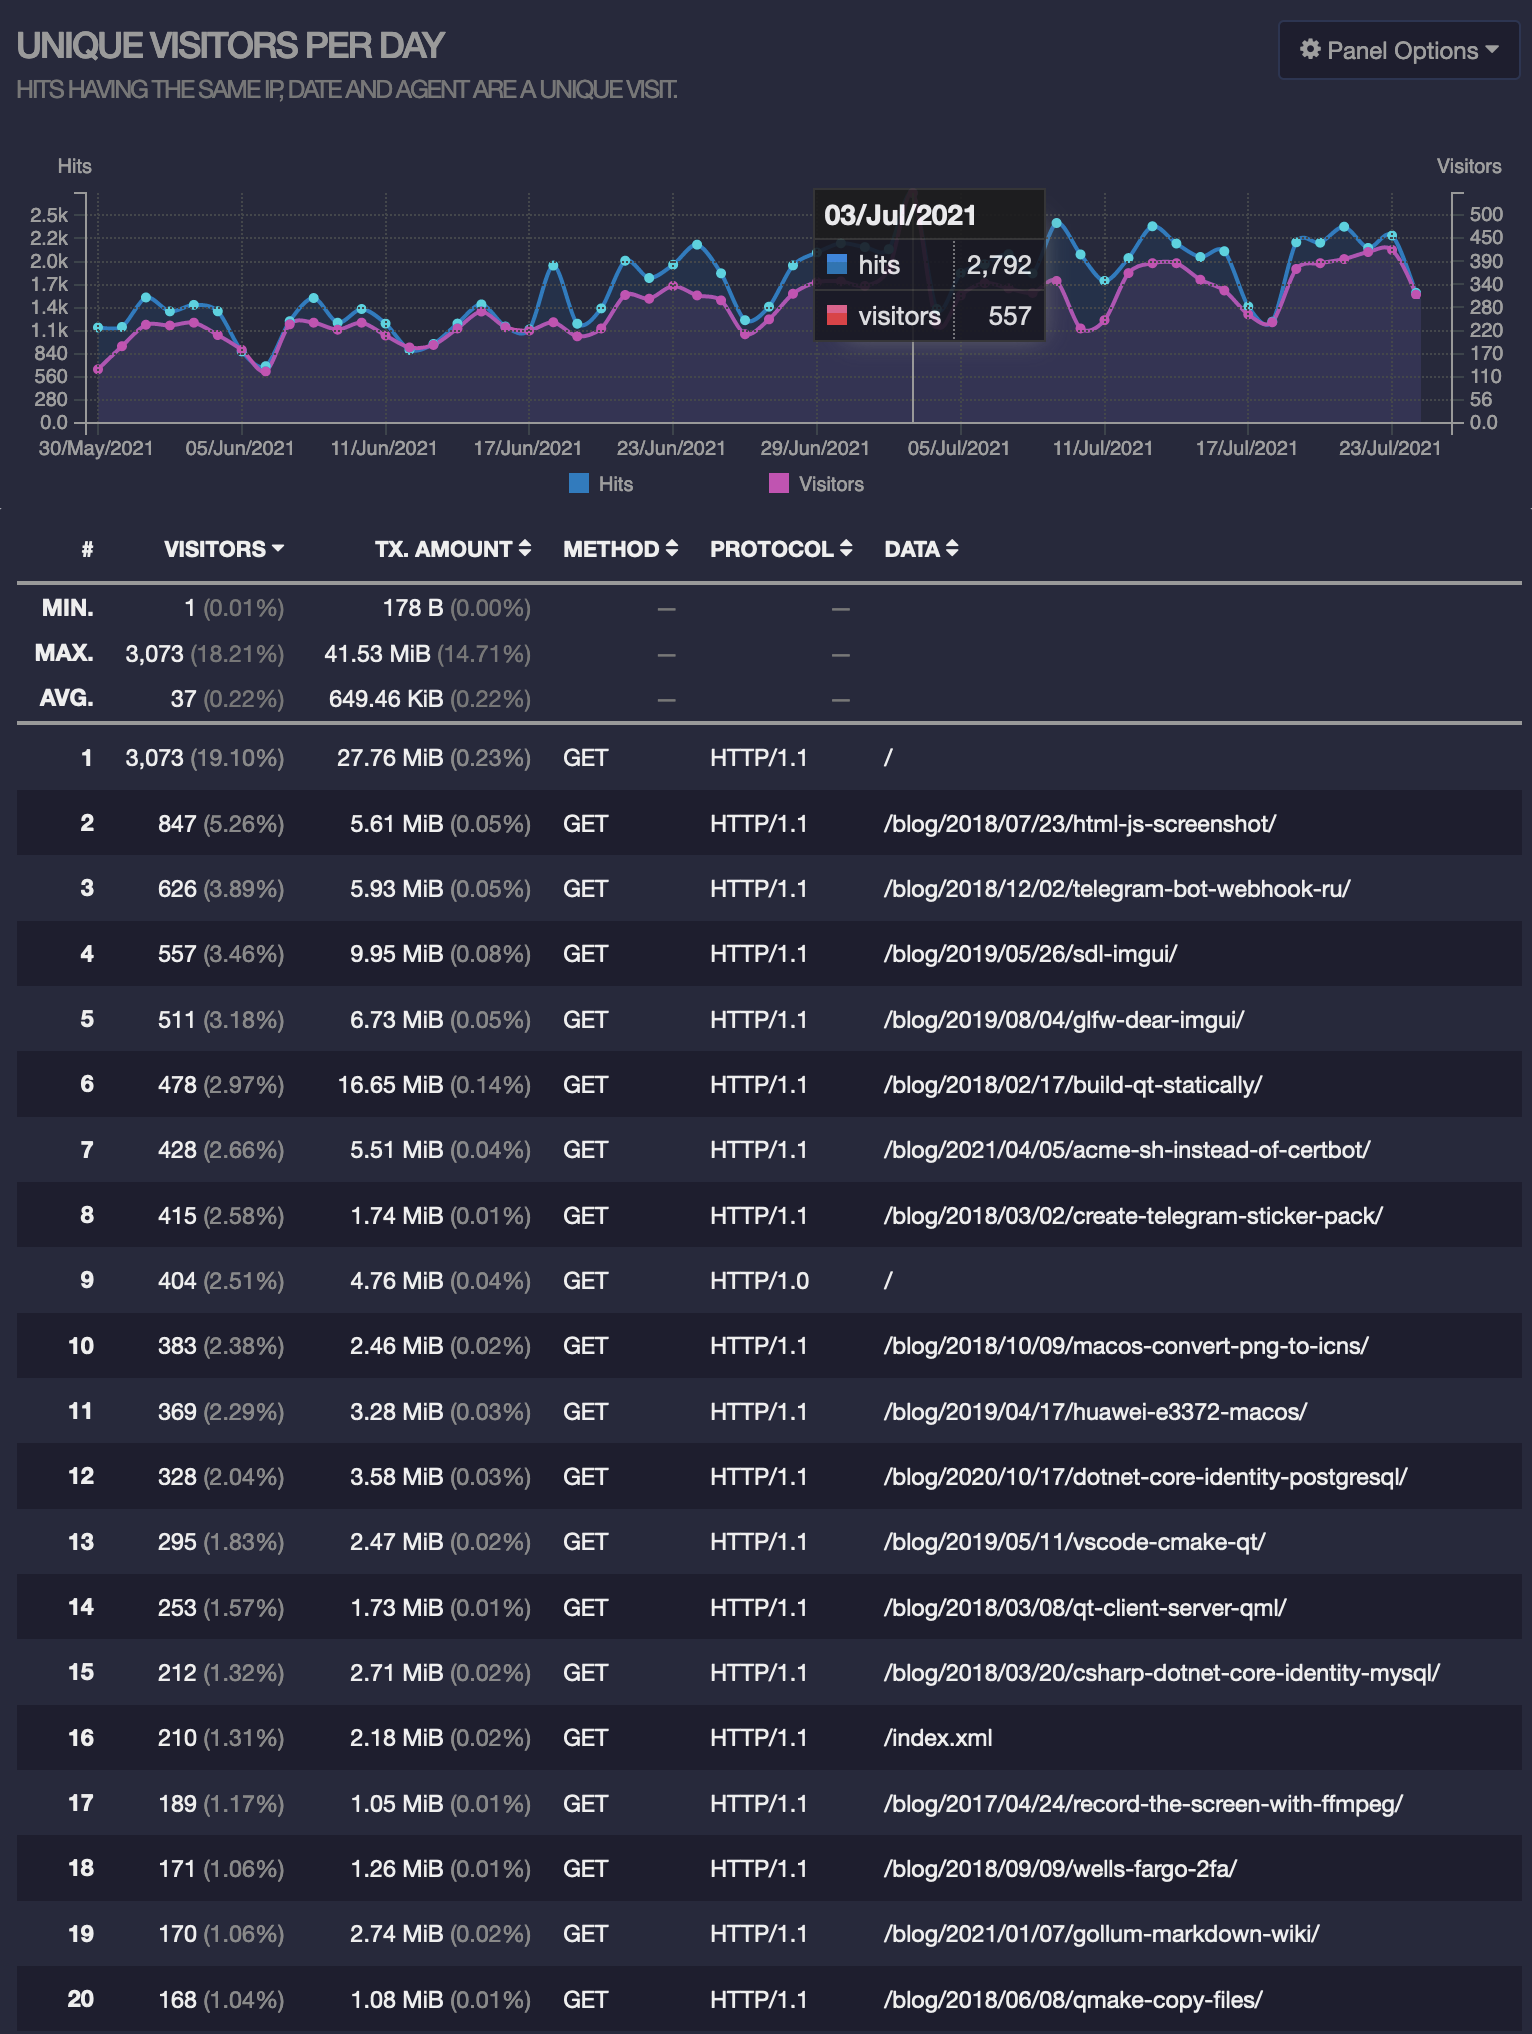 UNIQUE VISITORS PER DAY
Panel Options
HITS HAVING THE SAME IP, DATE AND AGENT ARE A UNIQUE VISIT.
Hits
Visitors
2.5k
2.2k
2.0k
1.7k
1.4k
1.1k
840
560
280
0.0
03/Jul/2021
hits 2,792
visitors 557
500
450
390
340
280
220
170
110
56
0.0
30/May/2021 05/Jun/2021 11/Jun/2021 17/Jun/2021 23/Jun/2021 29/Jun/2021 05/Jul/2021 11/Jul/2021 17/Jul/2021 23/Jul/2021
Hits Visitors
# VISITORS TX. AMOUNT METHOD PROTOCOL DATA
MIN. 1 (0.01%) 178 B (0.00%) — —
MAX. 3,073 (18.21%) 41.53 MiB (14.71%) — —
AVG. 37 (0.22%) 649.46 KiB (0.22%) — —
1 3,073 (19.10%) 27.76 MiB (0.23%) GET HTTP/1.1 /
2 847 (5.26%) 5.61 MiB (0.05%) GET HTTP/1.1 /blog/2018/07/23/html-js-screenshot/
3 626 (3.89%) 5.93 MiB (0.05%) GET HTTP/1.1 /blog/2018/12/02/telegram-bot-webhook-ru/
4 557 (3.46%) 9.95 MiB (0.08%) GET HTTP/1.1 /blog/2019/05/26/sdl-imgui/
5 511 (3.18%) 6.73 MiB (0.05%) GET HTTP/1.1 /blog/2019/08/04/glfw-dear-imgui/
6 478 (2.97%) 16.65 MiB (0.14%) GET HTTP/1.1 /blog/2018/02/17/build-qt-statically/
7 428 (2.66%) 5.51 MiB (0.04%) GET HTTP/1.1 /blog/2021/04/05/acme-sh-instead-of-certbot/
8 415 (2.58%) 1.74 MiB (0.01%) GET HTTP/1.1 /blog/2018/03/02/create-telegram-sticker-pack/
9 404 (2.51%) 4.76 MiB (0.04%) GET HTTP/1.0 /
10 383 (2.38%) 2.46 MiB (0.02%) GET HTTP/1.1 /blog/2018/10/09/macos-convert-png-to-icns/
11 369 (2.29%) 3.28 MiB (0.03%) GET HTTP/1.1 /blog/2019/04/17/huawei-e3372-macos/
12 328 (2.04%) 3.58 MiB (0.03%) GET HTTP/1.1 /blog/2020/10/17/dotnet-core-identity-postgresql/
13 295 (1.83%) 2.47 MiB (0.02%) GET HTTP/1.1 /blog/2019/05/11/vscode-cmake-qt/
14 253 (1.57%) 1.73 MiB (0.01%) GET HTTP/1.1 /blog/2018/03/08/qt-client-server-qml/
15 212 (1.32%) 2.71 MiB (0.02%) GET HTTP/1.1 /blog/2018/03/20/csharp-dotnet-core-identity-mysql/
16 210 (1.31%) 2.18 MiB (0.02%) GET HTTP/1.1 /index.xml
17 189 (1.17%) 1.05 MiB (0.01%) GET HTTP/1.1 /blog/2017/04/24/record-the-screen-with-ffmpeg/
18 171 (1.06%) 1.26 MiB (0.01%) GET HTTP/1.1 /blog/2018/09/09/wells-fargo-2fa/
19 170 (1.06%) 2.74 MiB (0.02%) GET HTTP/1.1 /blog/2021/01/07/gollum-markdown-wiki/
20 168 (1.04%) 1.08 MiB (0.01%) GET HTTP/1.1 /blog/2018/06/08/qmake-copy-files/